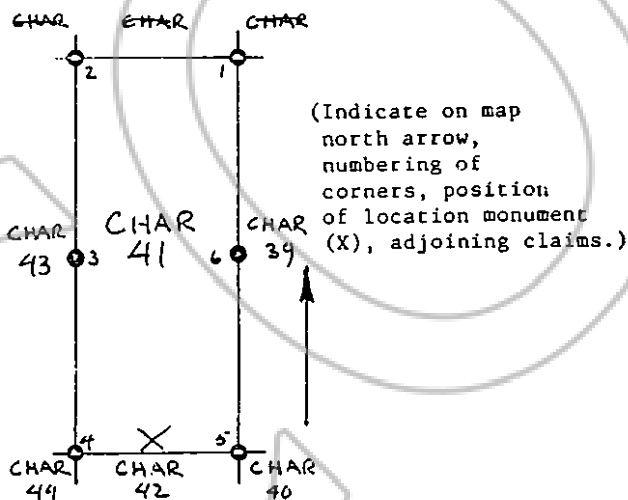 CHAR CHAR CHAR
2 1
(Indicate on map
north arrow,
numbering of
corners, position
of location monument
(X), adjoining claims.)
CHAR CHAR CHAR
43 3 41 6 39
4 X 5
CHAR CHAR CHAR
44 42 40